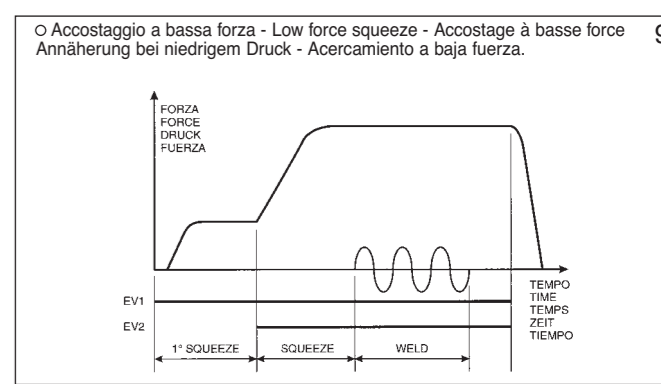 O Accostaggio a bassa forza - Low force squeeze - Accostage à basse force
Annäherung bei niedrigem Druck - Acercamiento a baja fuerza.
FORZA
FORCE
DRUCK
FUERZA
TEMPO
TIME
TEMPS
ZEIT
TIEMPO
EV1
EV2
1° SQUEEZE
SQUEEZE
WELD